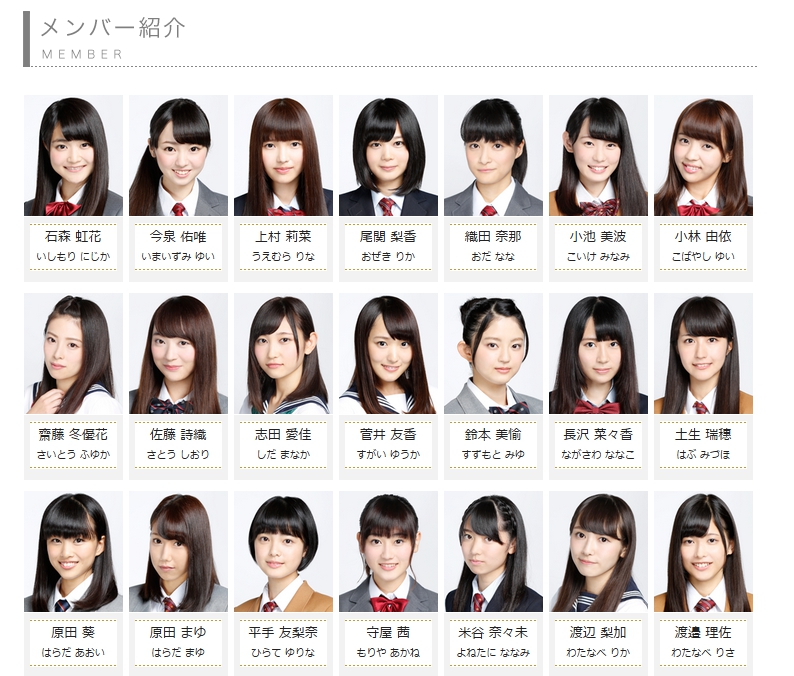 メンバー紹介
MEMBER
石森 虹花
いしもり にじか
今泉 佑唯
いまいずみ ゆい
上村 莉菜
うえむら りな
尾関 梨香
おぜき りか
織田 奈那
おだ なな
小池 美波
こいけ みなみ
小林 由依
こばやし ゆい
齋藤 冬優花
さいとう ふゆか
佐藤 詩織
さとう しおり
志田 愛佳
しだ まなか
菅井 友香
すがい ゆうか
鈴本 美愉
すずもと みゆ
長沢 菜々香
ながさわ ななこ
土生 瑞穂
はぶ みづほ
原田 葵
はらだ あおい
原田 まゆ
はらだ まゆ
平手 友梨奈
ひらて ゆりな
守屋 茜
もりや あかね
米谷 奈々未
よねたに ななみ
渡辺 梨加
わたなべ りか
渡邉 理佐
わたなべ りさ